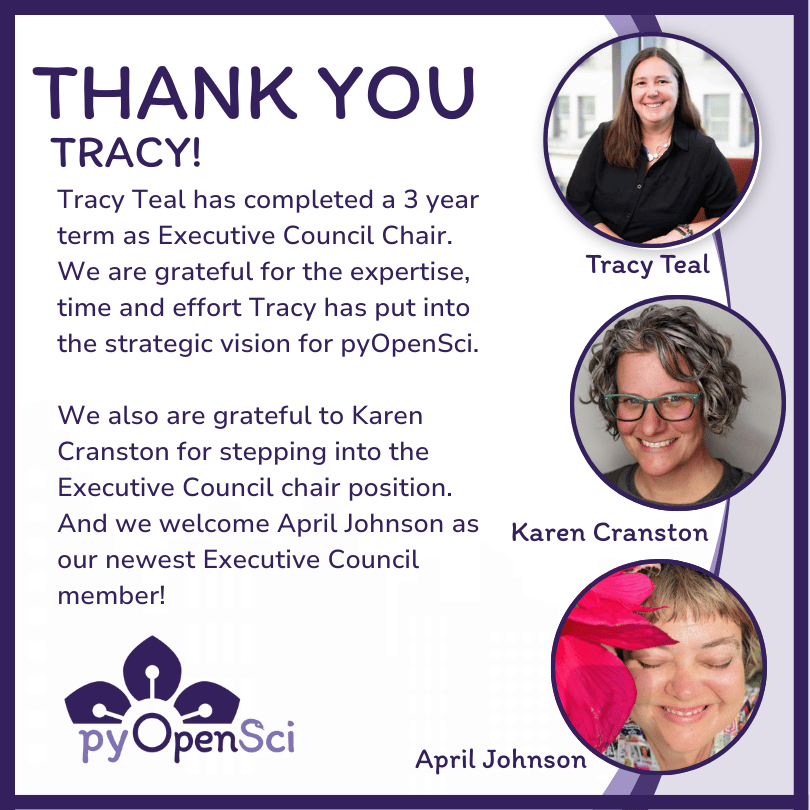 THANK YOU
TRACY!
Tracy Teal has completed a 3 year
term as Executive Council Chair.
We are grateful for the expertise,
time and effort Tracy has put into
the strategic vision for pyOpenSci.
We also are grateful to Karen
Cranston for stepping into the
Executive Council chair position.
And we welcome April Johnson as
our newest Executive Council
member!
Tracy Teal
Karen Cranston
April Johnson
pyOpenSci